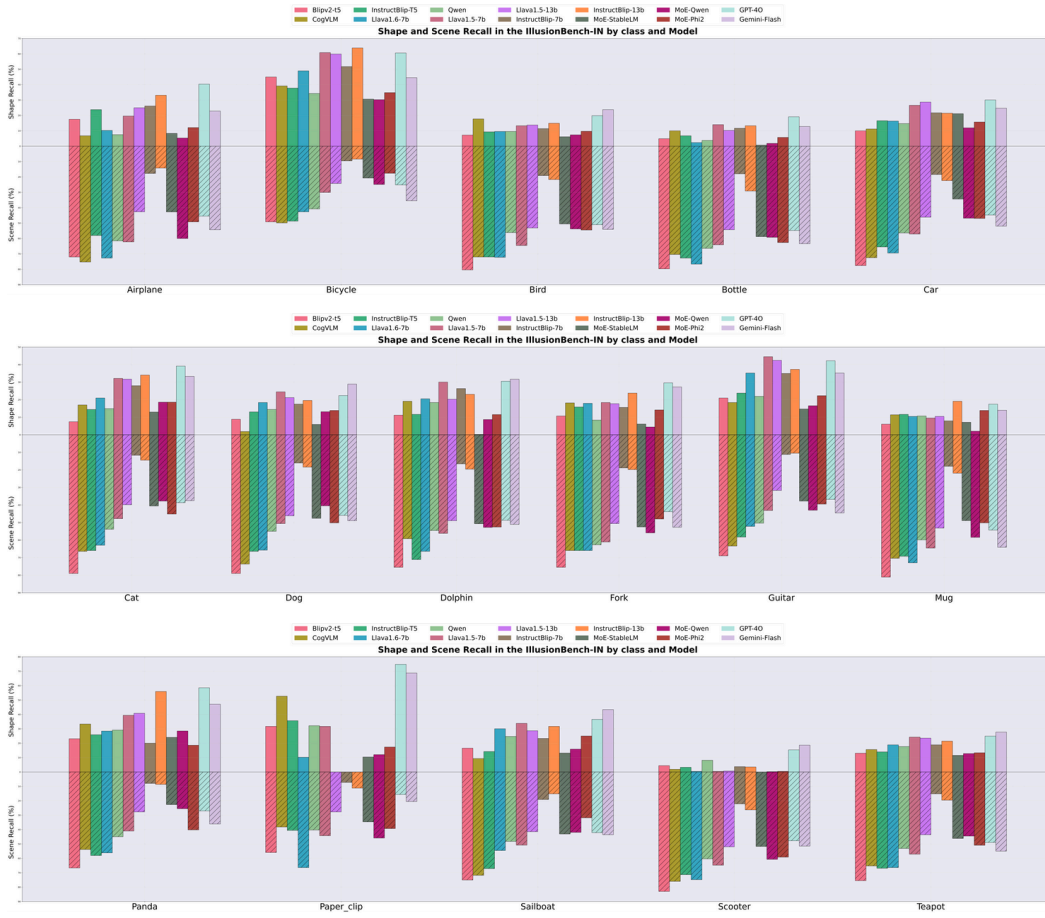 Blipv2-t5 InstructBlip-T5 Qwen Llava1.5-13b InstructBlip-13b MoE-Qwen GPT-4O
CogVLM Llava1.6-7b Llava1.5-7b InstructBlip-7b MoE-StableLM MoE-Phi2 Gemini-Flash
Shape and Scene Recall in the IllusionBench-IN by class and Model
Shape Recall (%)
Scene Recall (%)
Airplane Bicycle Bird Bottle Car
Blipv2-t5 InstructBlip-T5 Qwen Llava1.5-13b InstructBlip-13b MoE-Qwen GPT-4O
CogVLM Llava1.6-7b Llava1.5-7b InstructBlip-7b MoE-StableLM MoE-Phi2 Gemini-Flash
Shape and Scene Recall in the IllusionBench-IN by class and Model
Shape Recall (%)
Scene Recall (%)
Cat Dog Dolphin Fork Guitar Mug
Blipv2-t5 InstructBlip-T5 Qwen Llava1.5-13b InstructBlip-13b MoE-Qwen GPT-4O
CogVLM Llava1.6-7b Llava1.5-7b InstructBlip-7b MoE-StableLM MoE-Phi2 Gemini-Flash
Shape and Scene Recall in the IllusionBench-IN by class and Model
Shape Recall (%)
Scene Recall (%)
Panda Paper_clip Sailboat Scooter Teapot